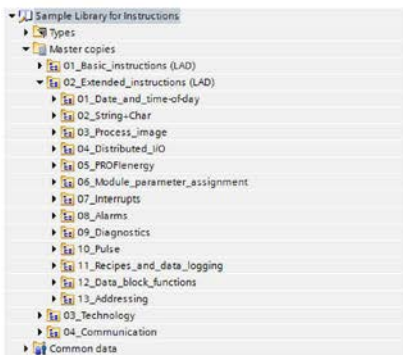 Sample Library for Instructions
Types
Master copies
01_Basic_instructions (LAD)
02_Extended_instructions (LAD)
01_Date_and_time-of-day
02_String+Char
03_Process_image
04_Distributed_I/O
05_PROFIenergy
06_Module_parameter_assignment
07_Interrupts
08_Alarms
09_Diagnostics
10_Pulse
11_Recipes_and_data_logging
12_Data_block_functions
13_Addressing
03_Technology
04_Communication
Common data